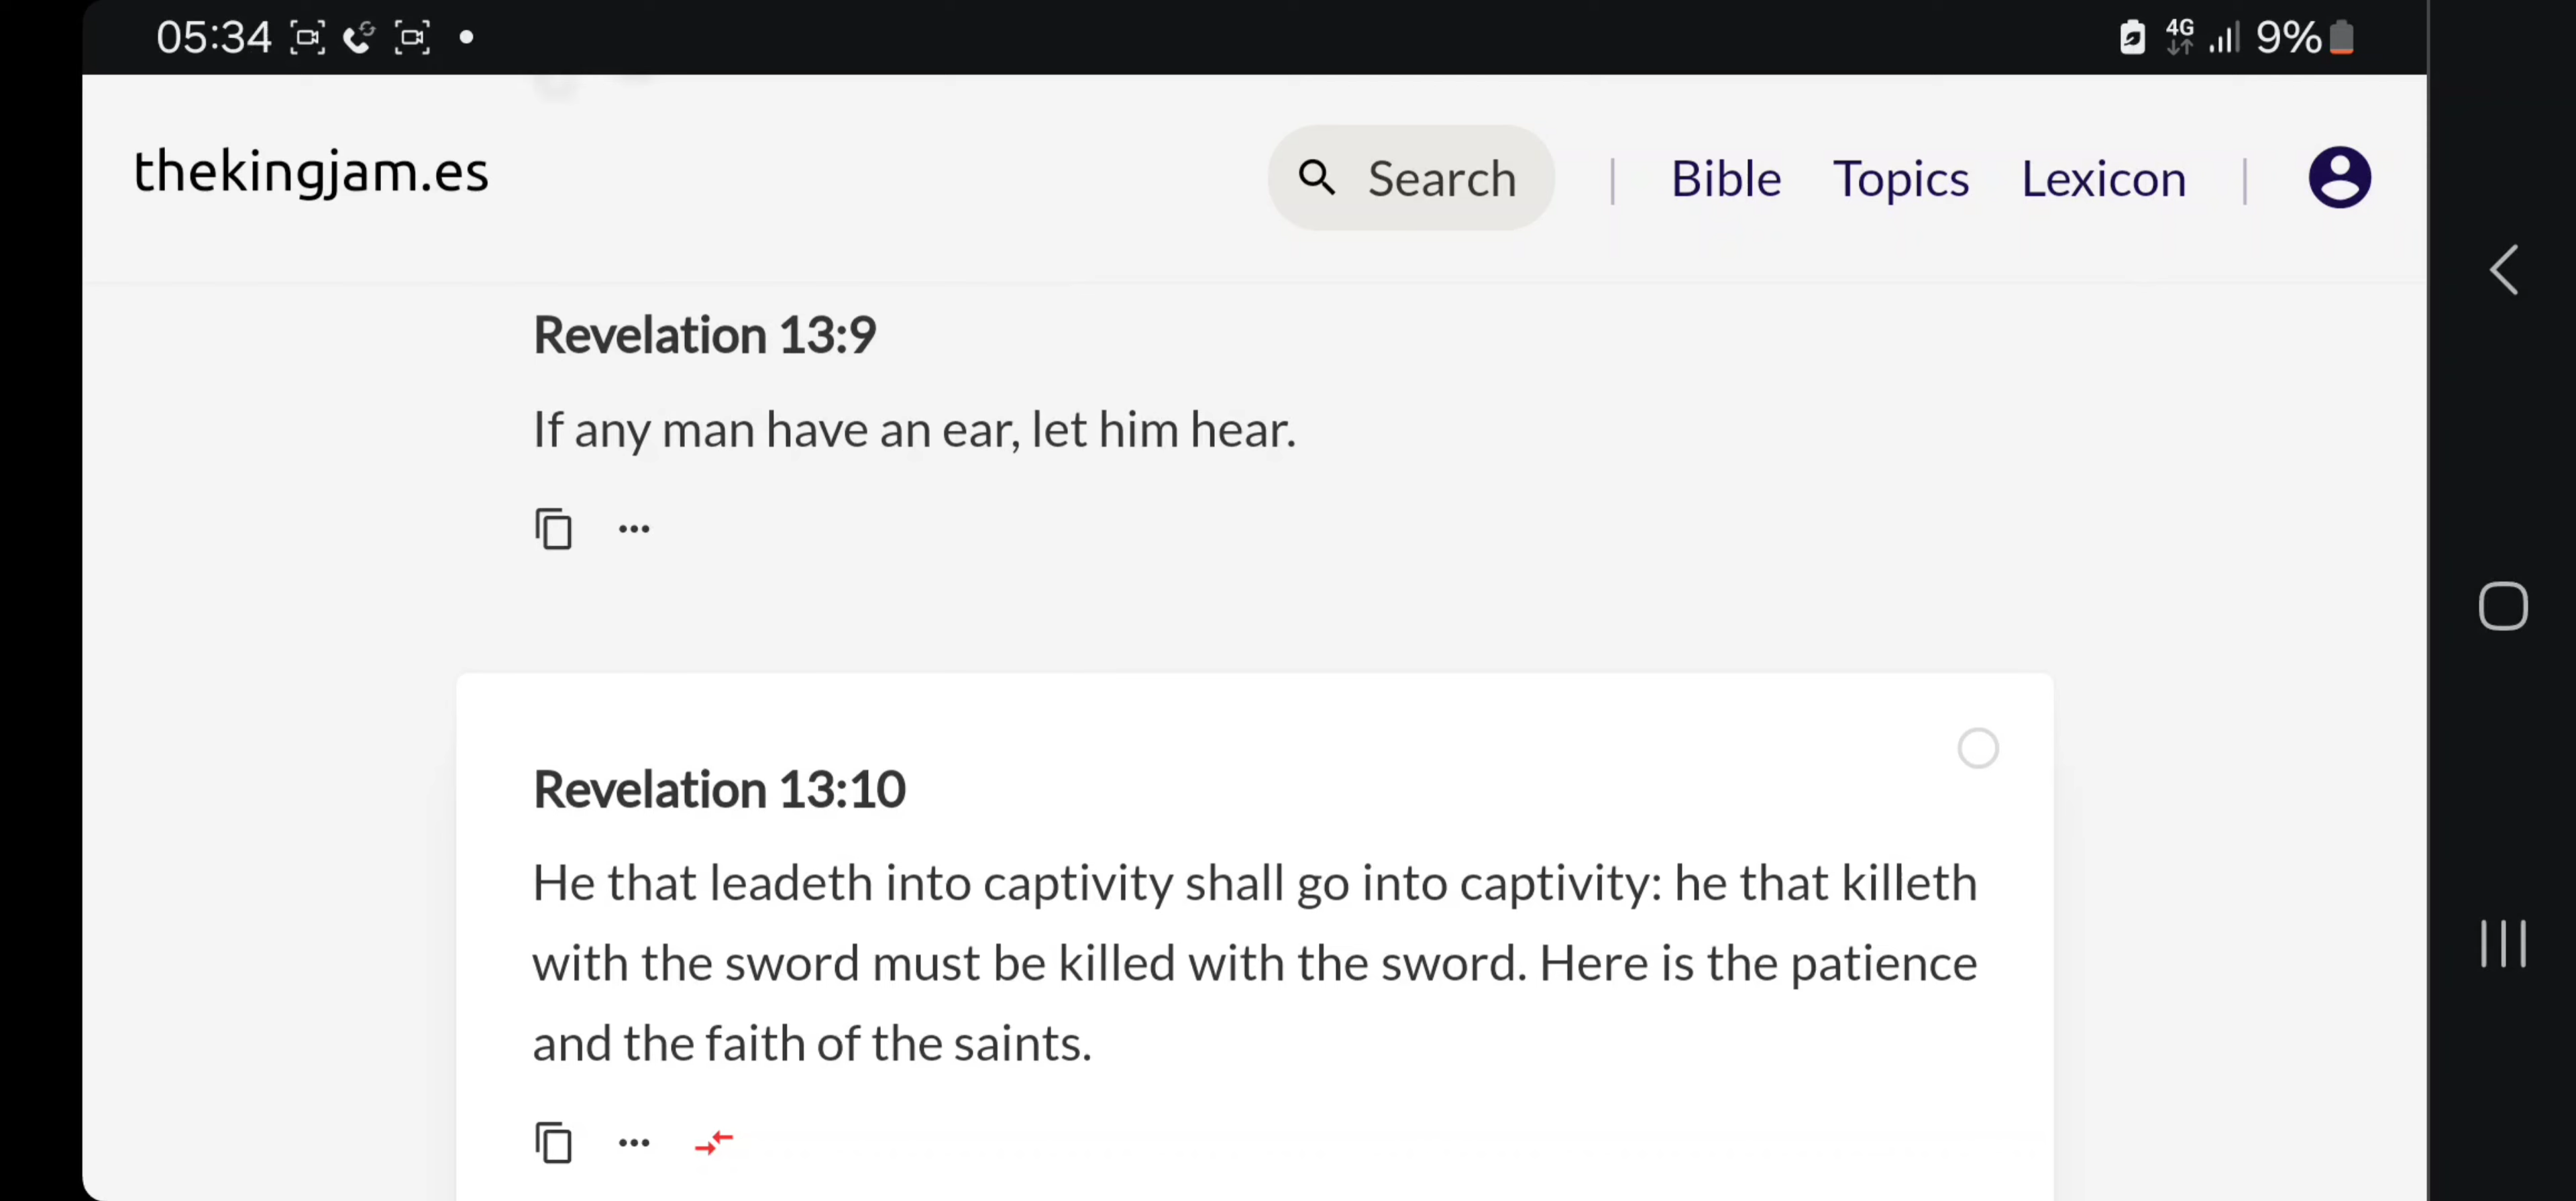 05:34
4G
9%
thekingjam.es
Search | Bible Topics Lexicon |
Revelation 13:9
If any man have an ear, let him hear.
Revelation 13:10
He that leadeth into captivity shall go into captivity: he that killeth
with the sword must be killed with the sword. Here is the patience
and the faith of the saints.